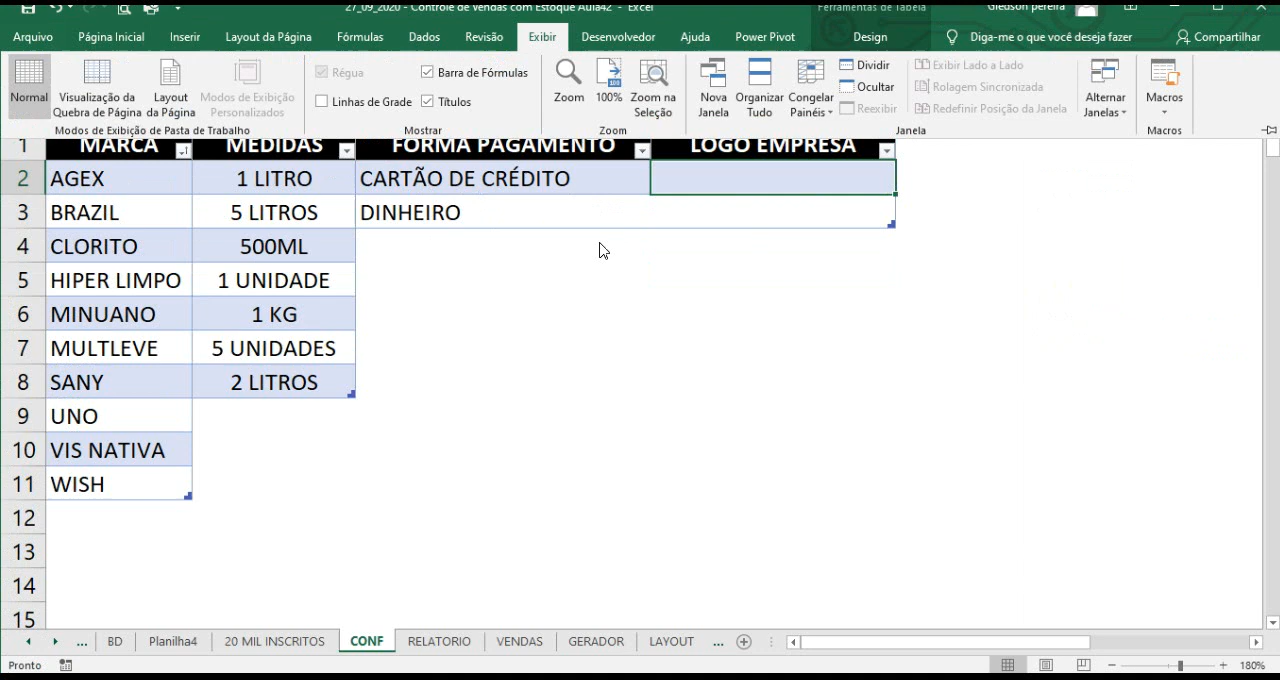 27_09_2020 - Controle de Vendas com Estoque Aula42 - Excel
Ferramentas de Tabela
Gledson pereira
Arquivo Página Inicial Inserir Layout da Página Fórmulas Dados Revisão Exibir Desenvolvedor Ajuda Power Pivot Design Diga-me o que você deseja fazer Compartilhar
Normal
Visualização da Quebra de Página
Layout da Página
Modos de Exibição Personalizados
Modos de Exibição de Pasta de Trabalho
Régua
Barra de Fórmulas
Linhas de Grade
Títulos
Mostrar
Zoom
100%
Zoom na Seleção
Zoom
Nova Janela
Organizar Tudo
Congelar Painéis
Dividir
Ocultar
Reexibir
Exibir Lado a Lado
Rolagem Sincronizada
Redefinir Posição da Janela
Janela
Alternar Janelas
Macros
Macros
1 MARCA MEDIDAS FORMA PAGAMENTO LOGO EMPRESA
2 AGEX 1 LITRO CARTÃO DE CRÉDITO
3 BRAZIL 5 LITROS DINHEIRO
4 CLORITO 500ML
5 HIPER LIMPO 1 UNIDADE
6 MINUANO 1 KG
7 MULTLEVE 5 UNIDADES
8 SANY 2 LITROS
9 UNO
10 VIS NATIVA
11 WISH
12
13
14
15
... BD Planilha4 20 MIL INSCRITOS CONF RELATORIO VENDAS GERADOR LAYOUT ...
Pronto
180%